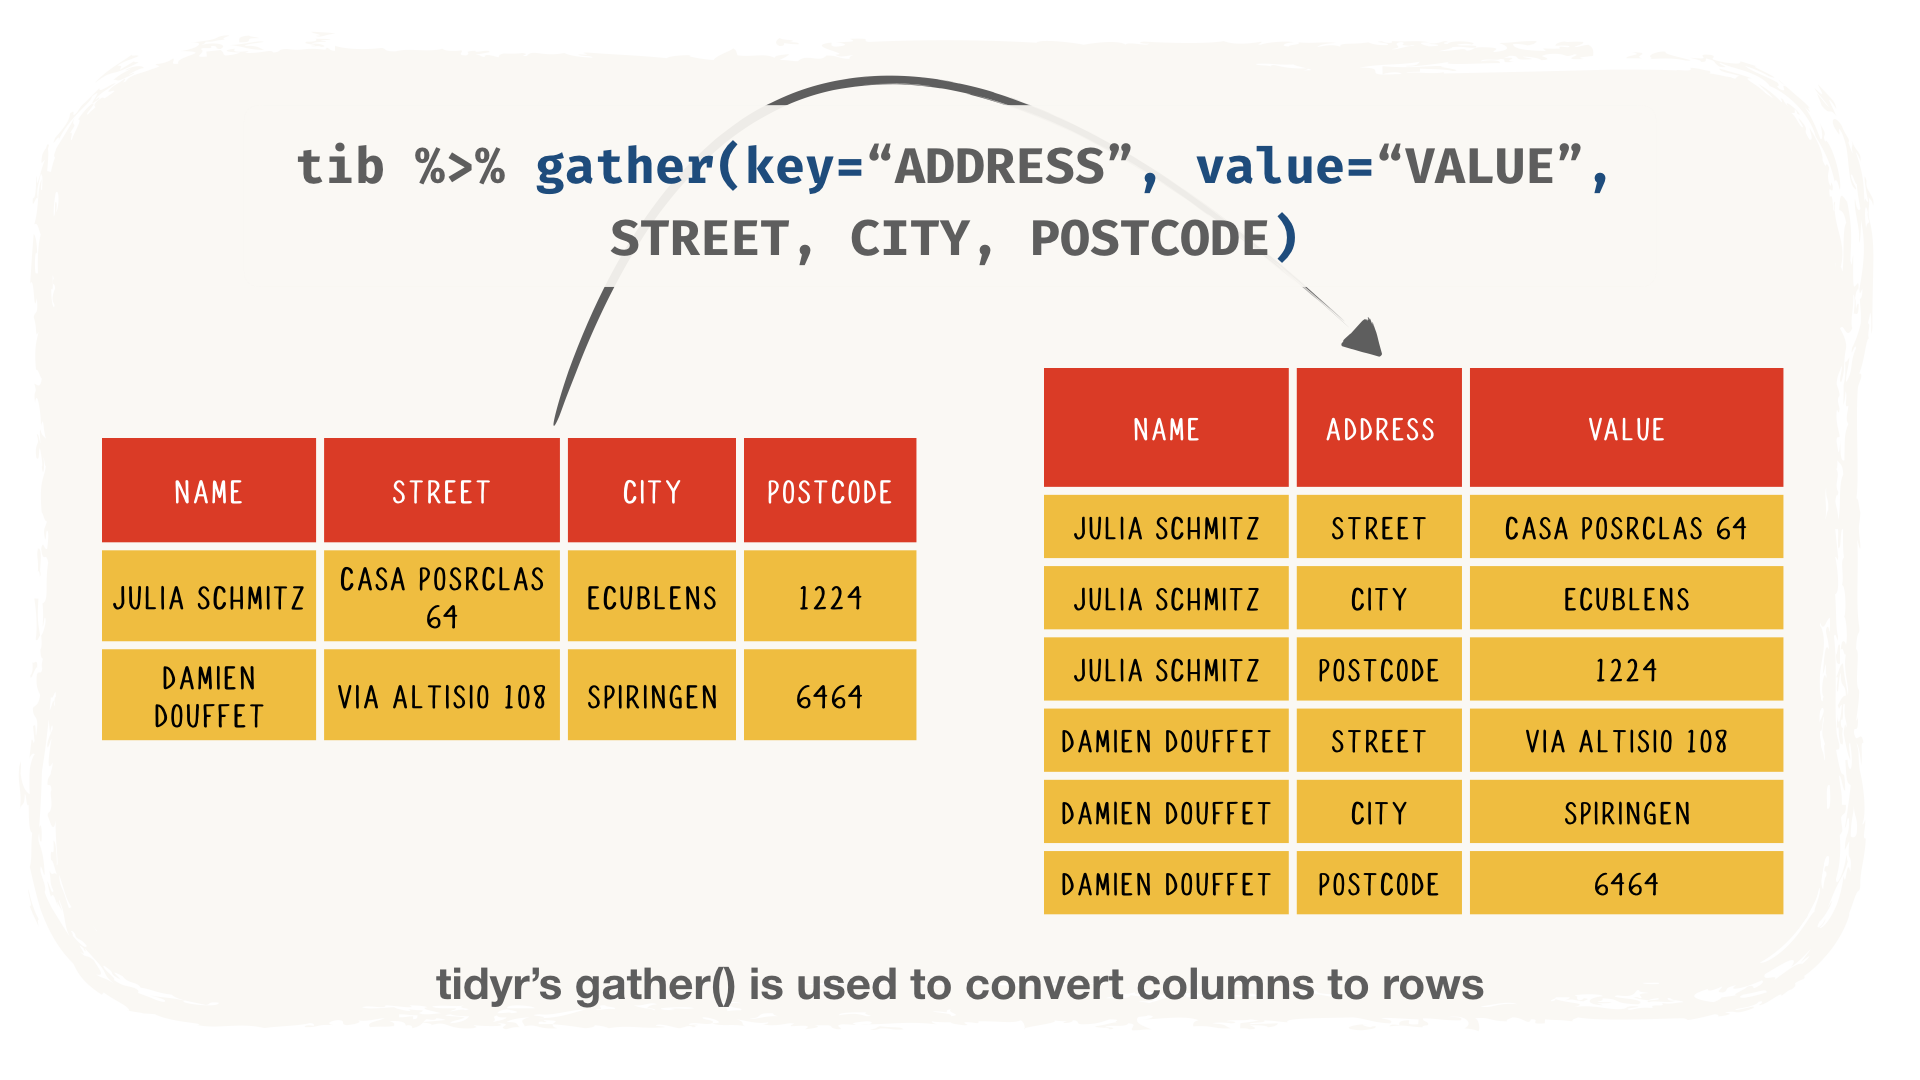 tib %>% gather(key=“ADDRESS”, value=“VALUE”,
STREET, CITY, POSTCODE)
NAME STREET CITY POSTCODE
JULIA SCHMITZ CASA POSRCLAS 64 ECUBLENS 1224
DAMIEN DOUFFET VIA ALTISIO 108 SPIRINGEN 6464
NAME ADDRESS VALUE
JULIA SCHMITZ STREET CASA POSRCLAS 64
JULIA SCHMITZ CITY ECUBLENS
JULIA SCHMITZ POSTCODE 1224
DAMIEN DOUFFET STREET VIA ALTISIO 108
DAMIEN DOUFFET CITY SPIRINGEN
DAMIEN DOUFFET POSTCODE 6464
tidyr’s gather() is used to convert columns to rows